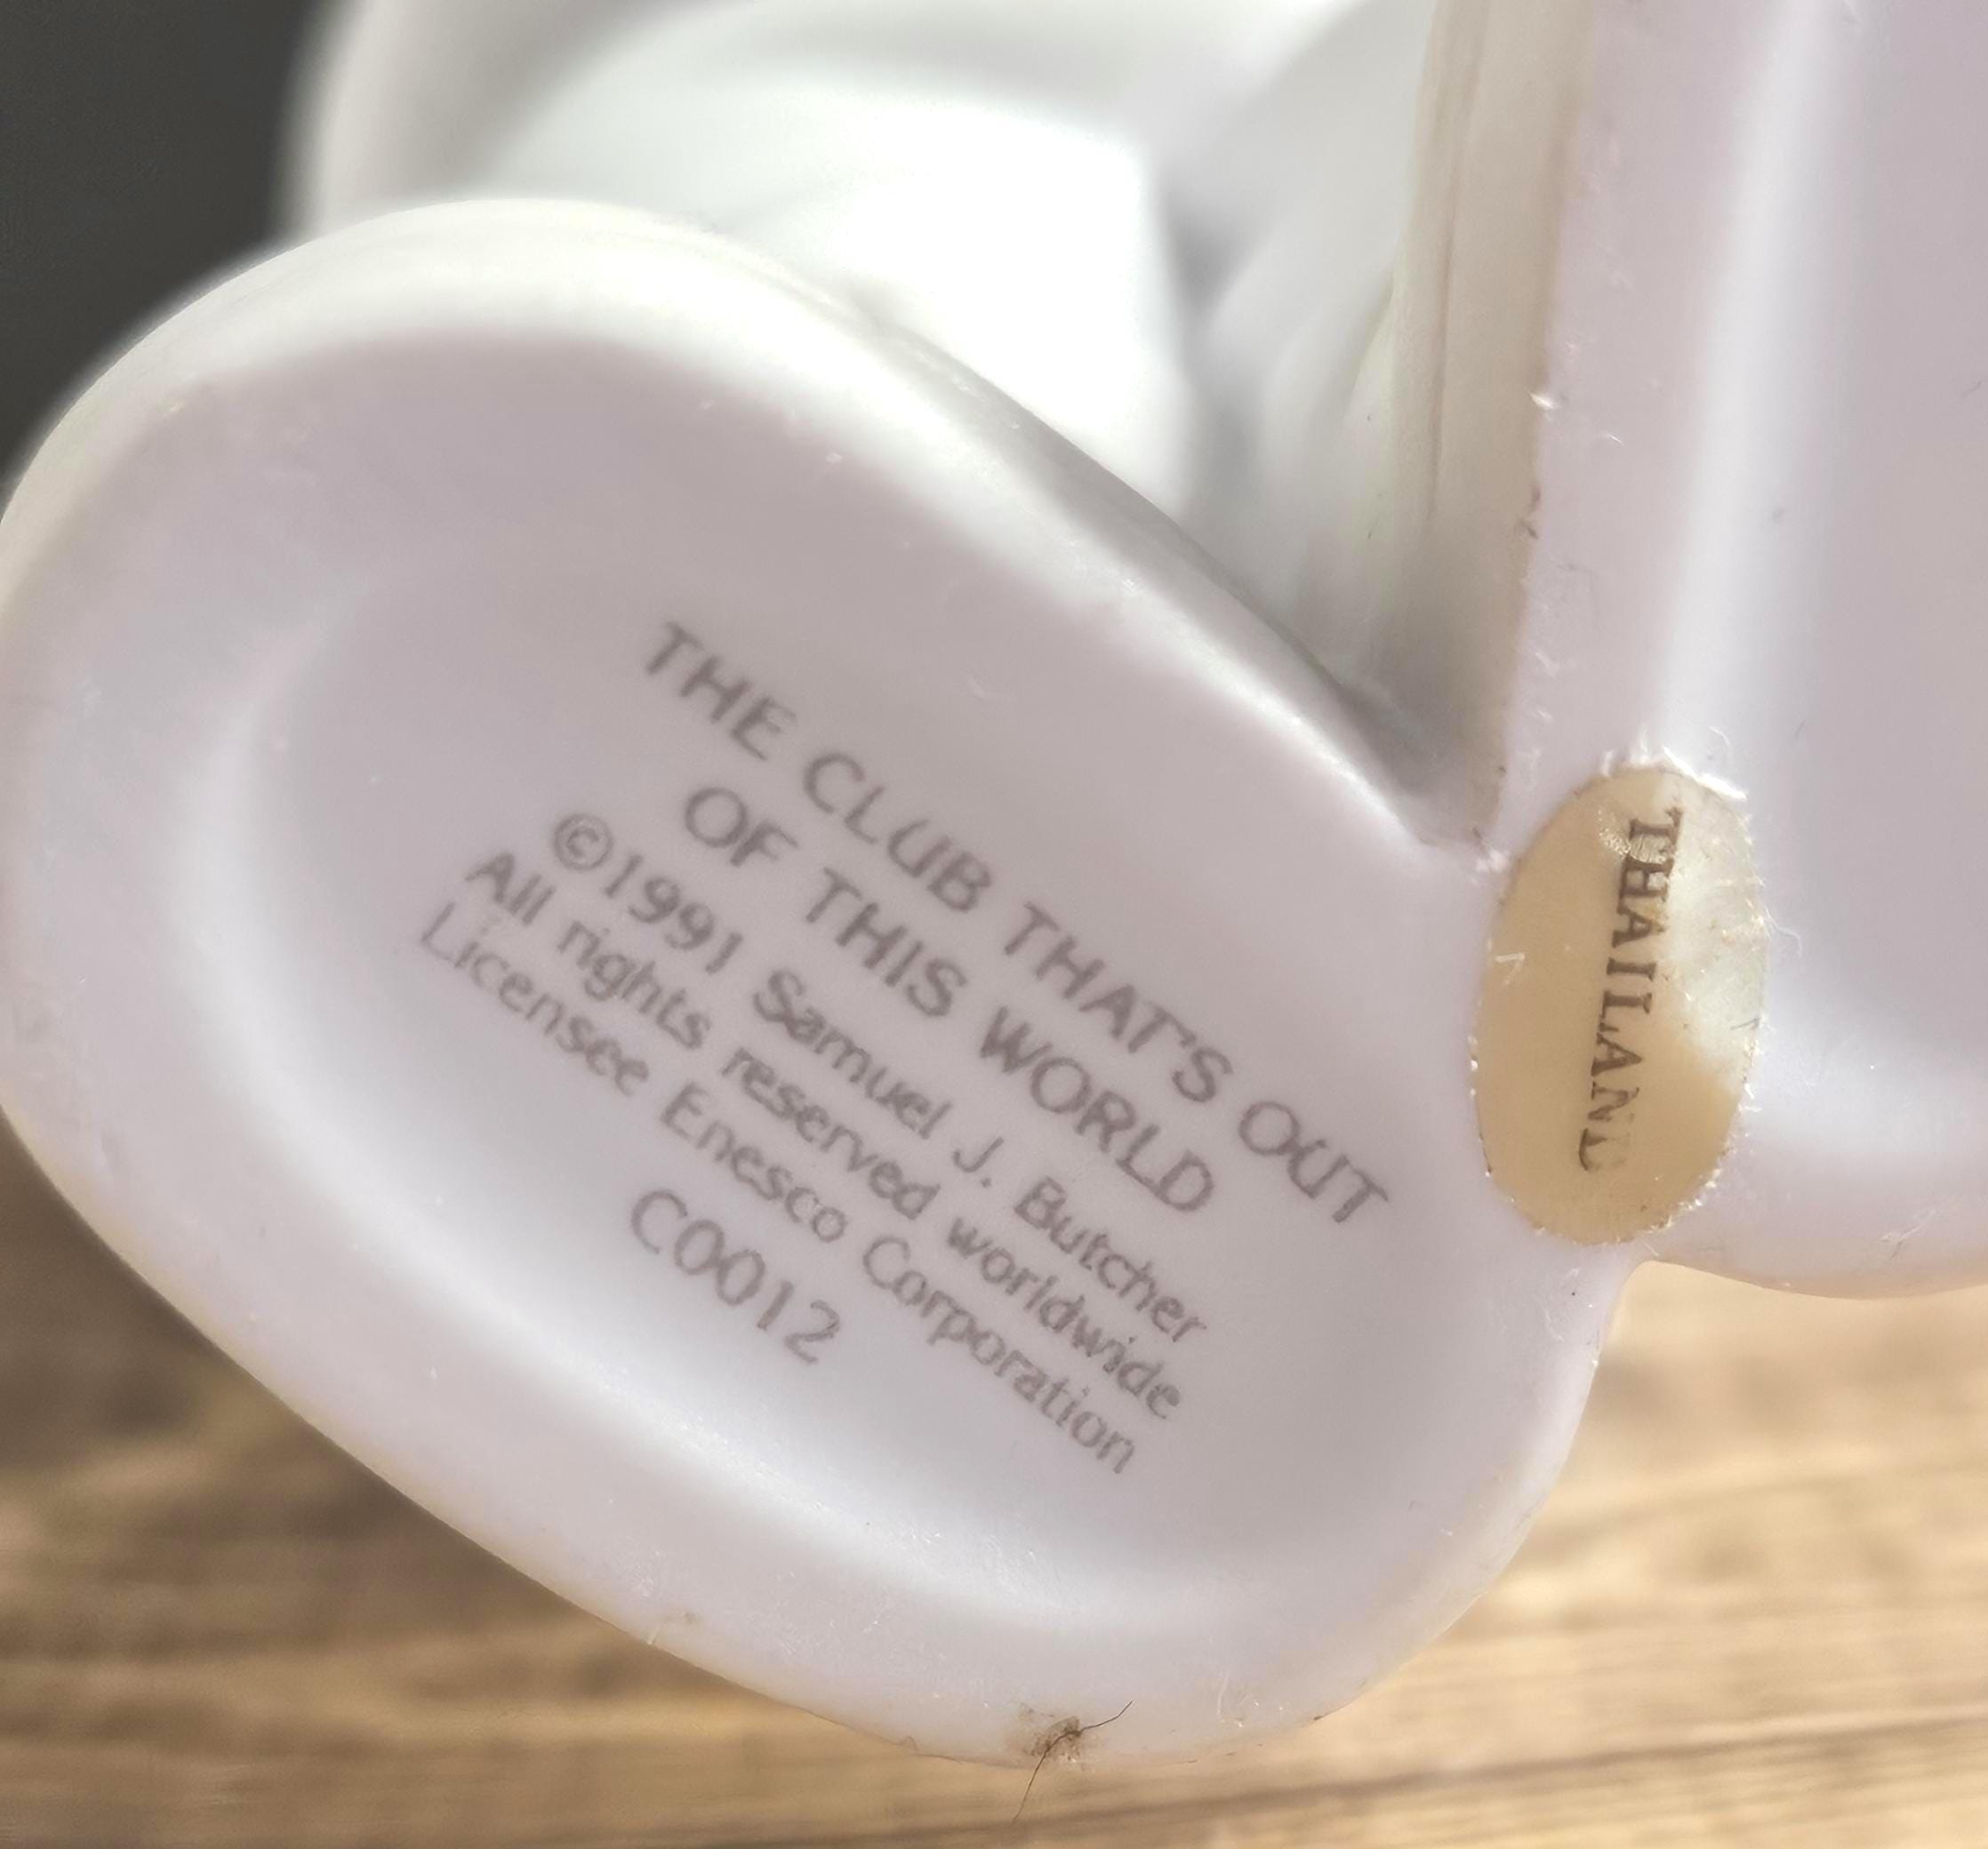 THE CLUB THAT'S OUT
OF THIS WORLD
©1991 Samuel J. Butcher
All rights reserved worldwide
Licensee Enesco Corporation
C0012
THAILAND